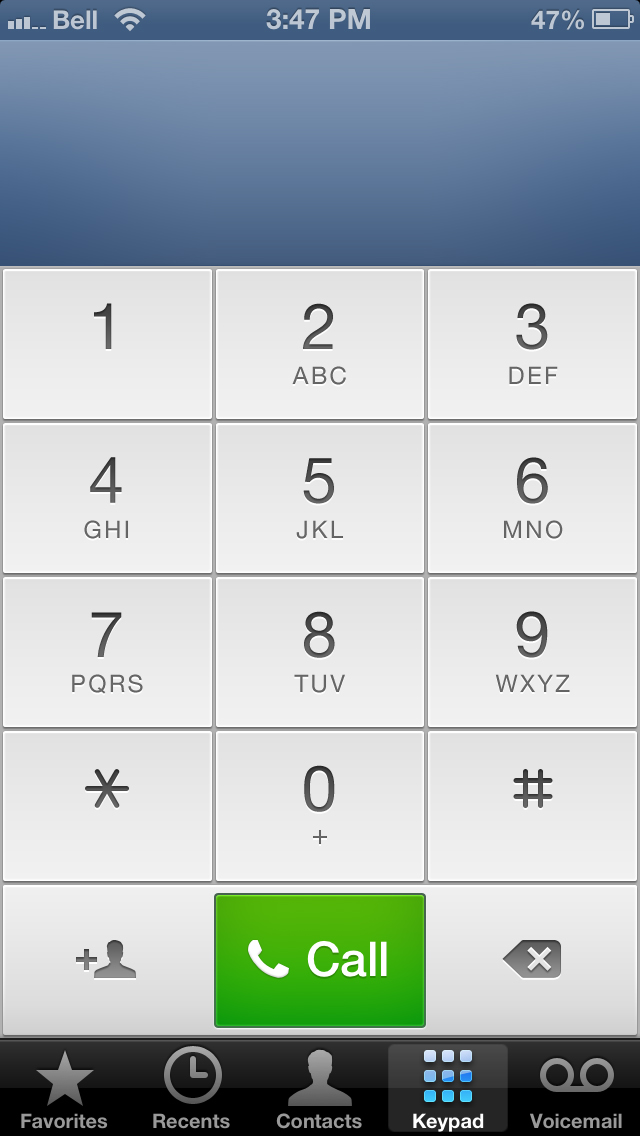 Bell 3:47 PM 47%
1 2 3
ABC DEF
4 5 6
GHI JKL MNO
7 8 9
PQRS TUV WXYZ
* 0 #
+
Call
Favorites Recents Contacts Keypad Voicemail